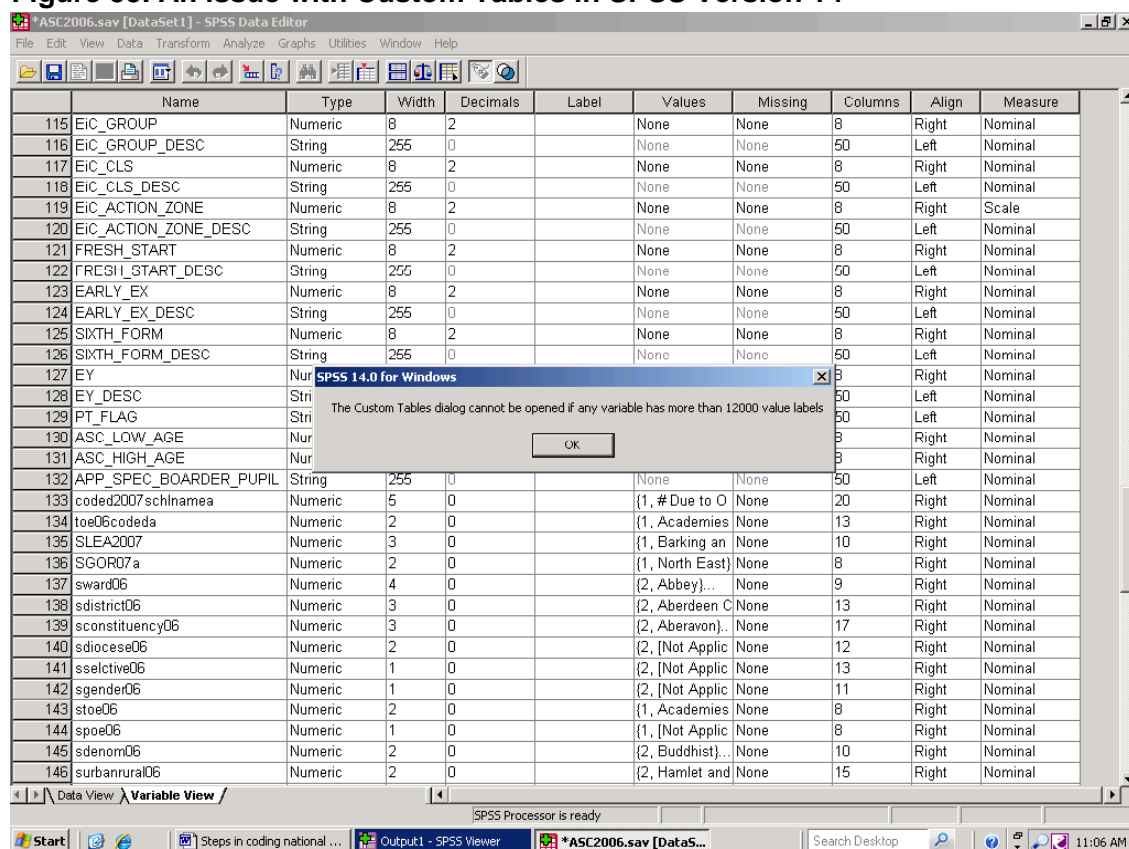 *ASC2006.sav [DataSet1] - SPSS Data Editor
File Edit View Data Transform Analyze Graphs Utilities Window Help
Name Type Width Decimals Label Values Missing Columns Align Measure
115 EiC_GROUP Numeric 8 2 None None 8 Right Nominal
116 EiC_GROUP_DESC String 255 0 None None 50 Left Nominal
117 EiC_CLS Numeric 8 2 None None 8 Right Nominal
118 EiC_CLS_DESC String 255 0 None None 50 Left Nominal
119 EiC_ACTION_ZONE Numeric 8 2 None None 8 Right Scale
120 EiC_ACTION_ZONE_DESC String 255 0 None None 50 Left Nominal
121 FRESH_START Numeric 8 2 None None 8 Right Nominal
122 FRESH_START_DESC String 255 0 None None 50 Left Nominal
123 EARLY_EX Numeric 8 2 None None 8 Right Nominal
124 EARLY_EX_DESC String 255 0 None None 50 Left Nominal
125 SIXTH_FORM Numeric 8 2 None None 8 Right Nominal
126 SIXTH_FORM_DESC String 255 0 None None 50 Left Nominal
127 EY Nur 8 Right Nominal
128 EY_DESC Stri 50 Left Nominal
129 PT_FLAG Stri 50 Left Nominal
130 ASC_LOW_AGE Nur 8 Right Nominal
131 ASC_HIGH_AGE Nur 8 Right Nominal
SPSS 14.0 for Windows
The Custom Tables dialog cannot be opened if any variable has more than 12000 value labels
OK
132 APP_SPEC_BOARDER_PUPIL String 255 0 None None 50 Left Nominal
133 coded2007schlnamea Numeric 5 0 {1, # Due to O None 20 Right Nominal
134 toe06codeda Numeric 2 0 {1, Academies None 13 Right Nominal
135 SLEA2007 Numeric 3 0 {1, Barking an None 10 Right Nominal
136 SGOR07a Numeric 2 0 {1, North East} None 8 Right Nominal
137 sward06 Numeric 4 0 {2, Abbey}... None 9 Right Nominal
138 sdistrict06 Numeric 3 0 {2, Aberdeen C None 13 Right Nominal
139 sconstituency06 Numeric 3 0 {2, Aberavon}.. None 17 Right Nominal
140 sdiocese06 Numeric 2 0 {2, [Not Applic None 12 Right Nominal
141 sselctive06 Numeric 1 0 {2, [Not Applic None 13 Right Nominal
142 sgender06 Numeric 1 0 {2, [Not Applic None 11 Right Nominal
143 stoe06 Numeric 2 0 {1, Academies None 8 Right Nominal
144 spoe06 Numeric 1 0 {1, [Not Applic None 8 Right Nominal
145 sdenom06 Numeric 2 0 {2, Buddhist}... None 10 Right Nominal
146 surbanrural06 Numeric 2 0 {2, Hamlet and None 15 Right Nominal
Data View Variable View
SPSS Processor is ready
Start Steps in coding national ... Output1 - SPSS Viewer *ASC2006.sav [DataS... Search Desktop 11:06 AM